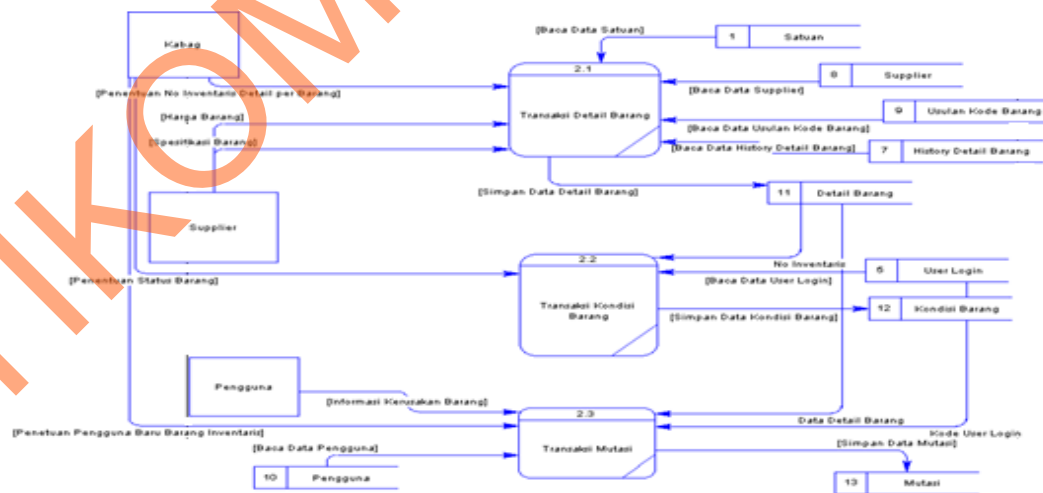 Kabag
[Baca Data Satuan]
1 Satuan
2.1
Transaksi Detail Barang
8 Supplier
[Baca Data Supplier]
[Penentuan No Inventaris Detail per Barang]
[Harga Barang]
9 Usulan Kode Barang
[Baca Data Usulan Kode Barang]
[Spesifikasi Barang]
[Baca Data History Detail Barang]
7 History Detail Barang
[Simpan Data Detail Barang]
11 Detail Barang
Supplier
2.2
Transaksi Kondisi
Barang
No Inventaris
[Penentuan Status Barang]
[Baca Data User Login]
User Login
12 Kondisi Barang
[Simpan Data Kondisi Barang]
Pengguna
[Informasi Kerusakan Barang]
2.3
Transaksi Mutasi
Data Detail Barang
[Penetuan Pengguna Baru Barang Inventaris]
Kode User Login
[Simpan Data Mutasi]
[Baca Data Pengguna]
10 Pengguna
13 Mutasi
IKOM